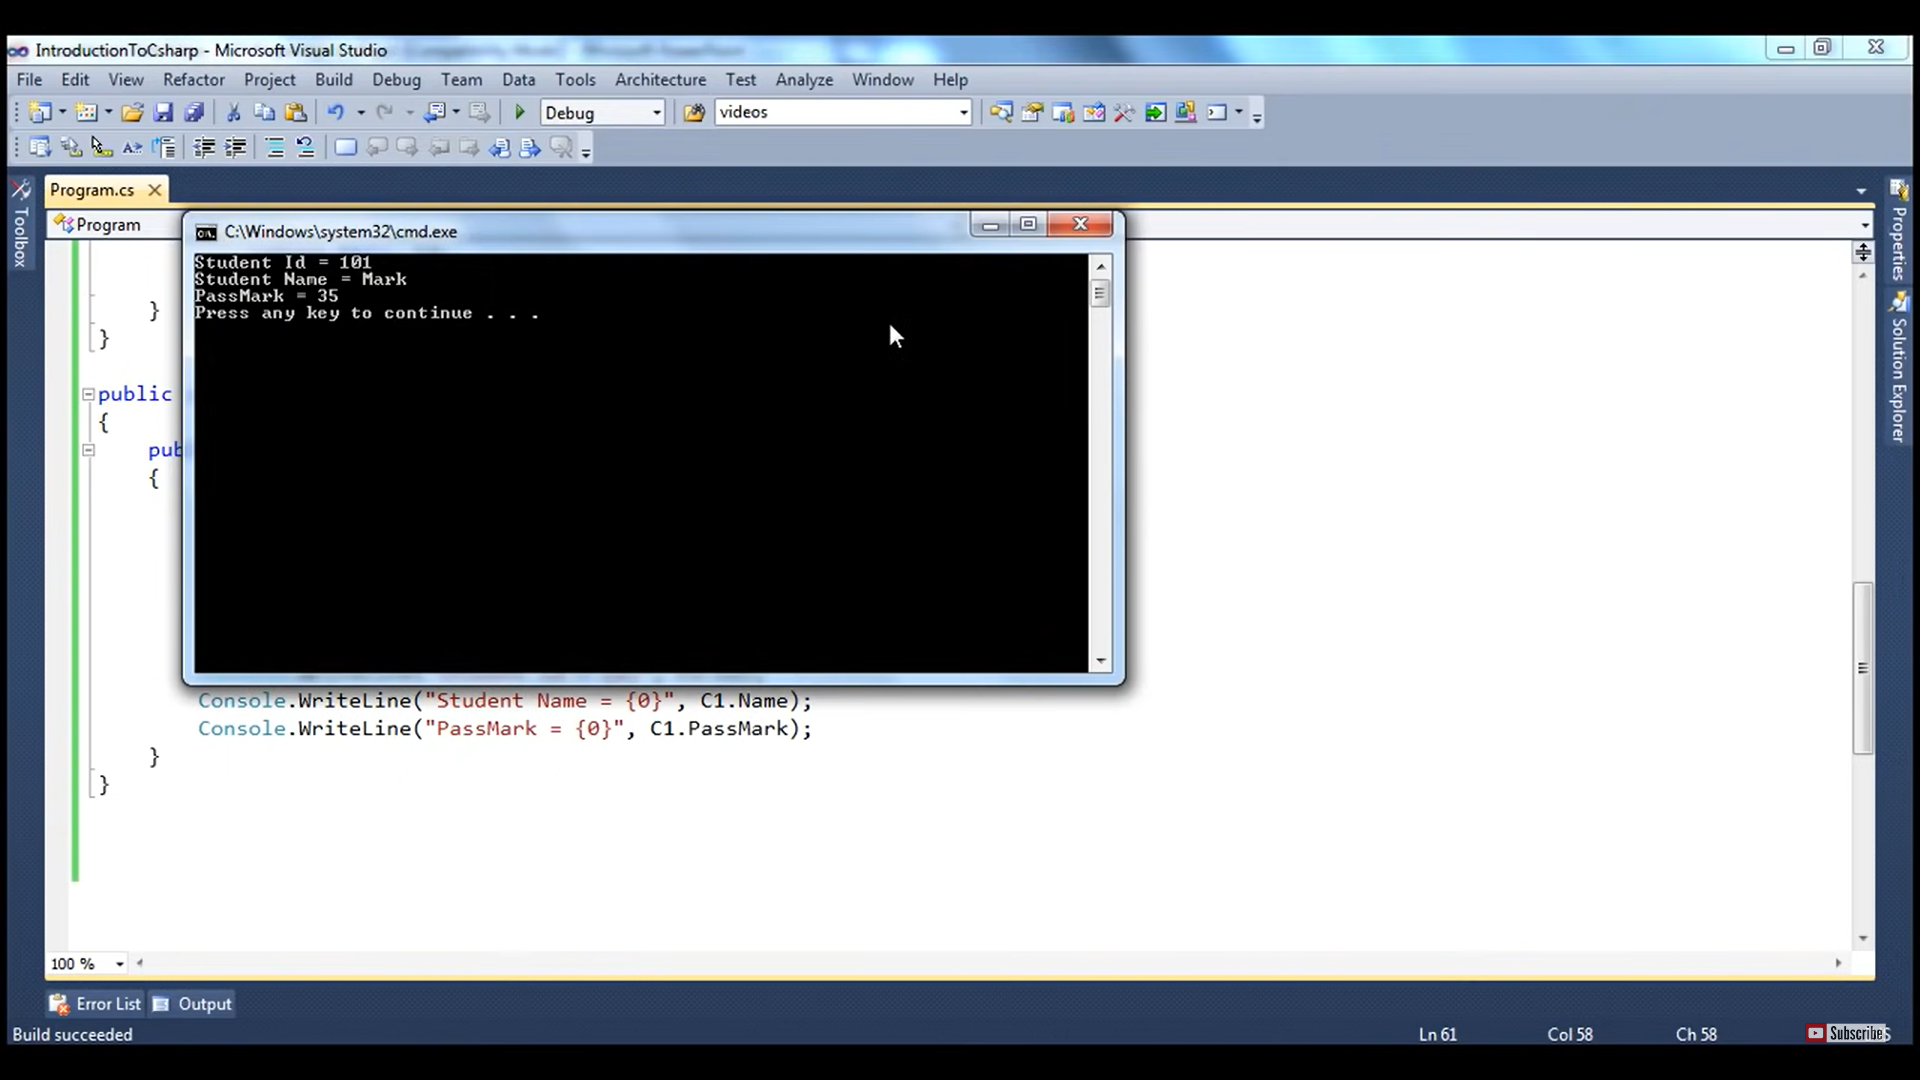 IntroductionToCsharp - Microsoft Visual Studio
File Edit View Refactor Project Build Debug Team Data Tools Architecture Test Analyze Window Help
Debug videos
Program.cs
Toolbox
Properties
Solution Explorer
Program
C:\Windows\system32\cmd.exe
Student Id = 101
Student Name = Mark
PassMark = 35
Press any key to continue . . .
}
}
public
{
pub
{
Console.WriteLine("Student Name = {0}", C1.Name);
Console.WriteLine("PassMark = {0}", C1.PassMark);
}
}
100 %
Error List Output
Build succeeded Ln 61 Col 58 Ch 58 Subscribe